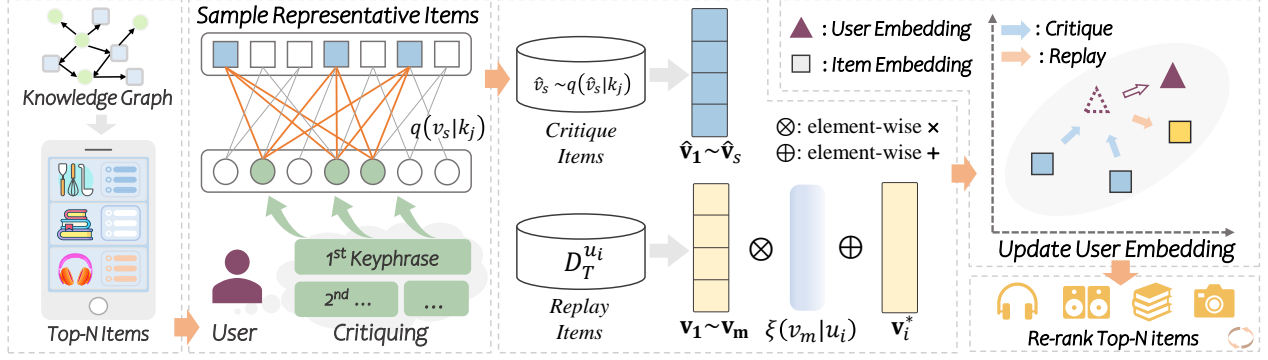 Knowledge Graph
Top-N Items
Sample Representative Items
q(v_s|k_j)
1st Keyphrase
2nd ...
...
User
Critiquing
v̂_s ~ q(v̂_s|k_j)
Critique
Items
v̂_1~v̂_s
D_T^{u_i}
Replay
Items
v_1~v_m
⊗: element-wise ×
⊕: element-wise +
⊗
ξ(v_m|u_i)
⊕
v_i^*
: User Embedding
: Item Embedding
: Critique
: Replay
Update User Embedding
Re-rank Top-N items